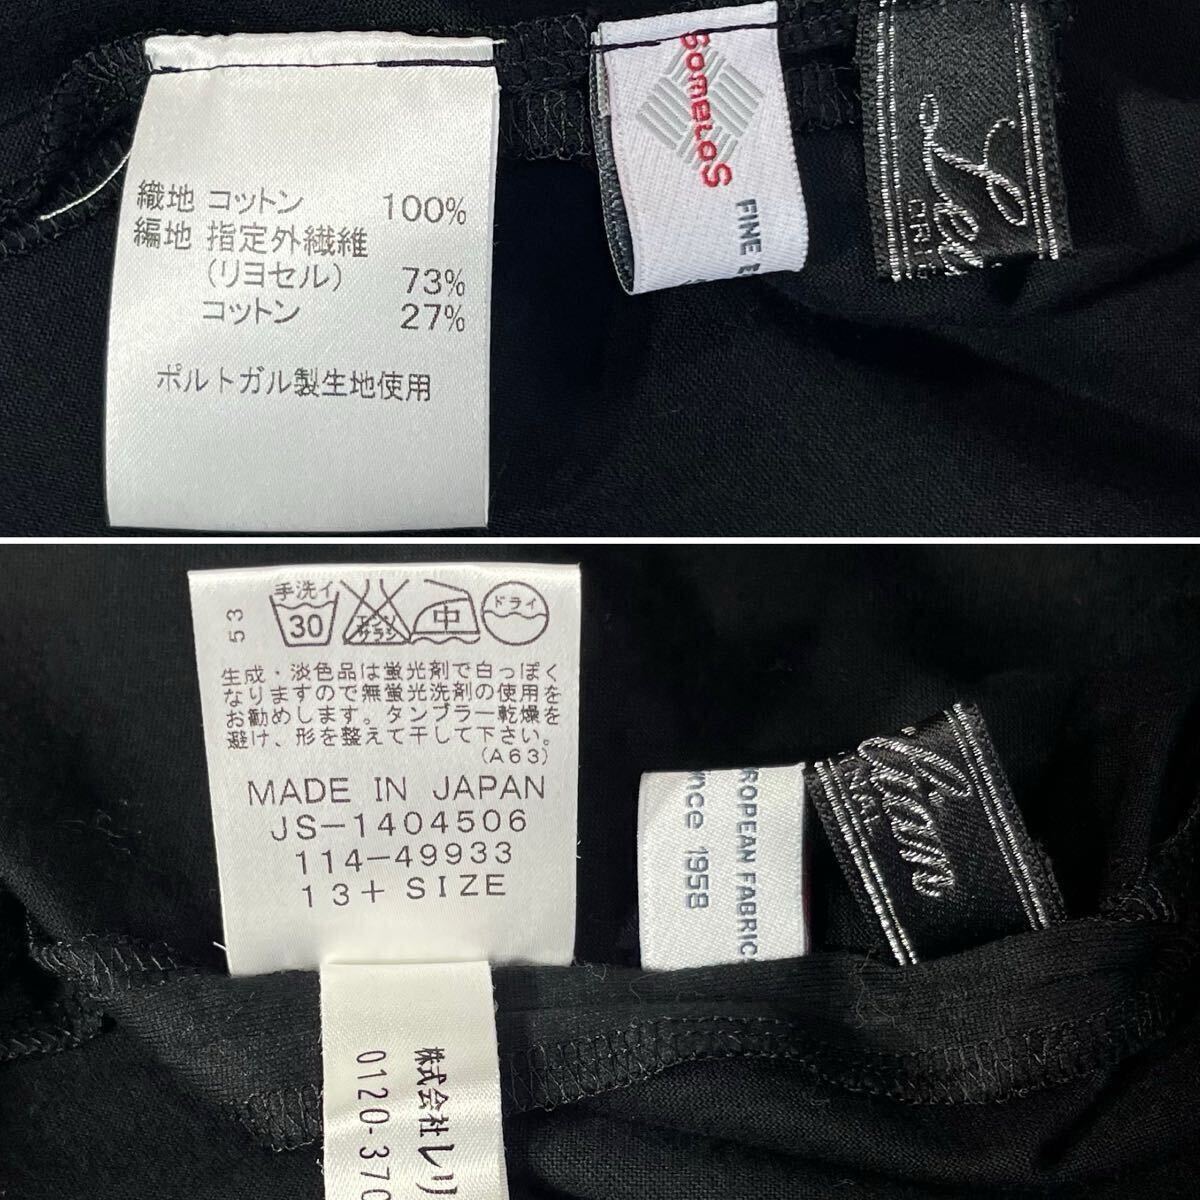 織地 コットン 100%
編地 指定外繊維
(リヨセル) 73%
コットン 27%
ポルトガル製生地使用
SOMELOS
FINE E
53
手洗イ
30
中
ドライ
生成・淡色品は蛍光剤で白っぽく
なりますので無蛍光洗剤の使用を
お勧めします。タンブラー乾燥を
避け、形を整えて干して下さい。
(A63)
MADE IN JAPAN
JS-1404506
114-49933
13+ SIZE
ROPEAN FABRIC
nce 1958
株式会社レリ
0120-370